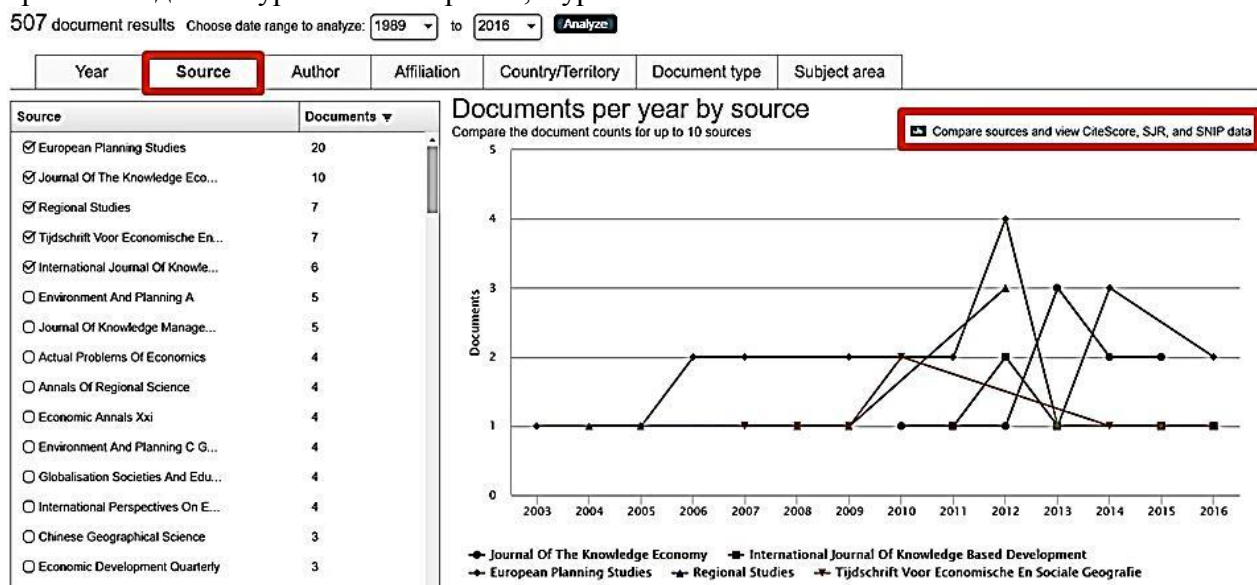 507 document results Choose date range to analyze: 1989 to 2016 Analyze
Year Source Author Affiliation Country/Territory Document type Subject area
Source Documents
European Planning Studies 20
Journal Of The Knowledge Eco... 10
Regional Studies 7
Tijdschrift Voor Economische En... 7
International Journal Of Knowle... 6
Environment And Planning A 5
Journal Of Knowledge Manage... 5
Actual Problems Of Economics 4
Annals Of Regional Science 4
Economic Annals Xxi 4
Environment And Planning C G... 4
Globalisation Societies And Edu... 4
International Perspectives On E... 4
Chinese Geographical Science 3
Economic Development Quarterly 3
Documents per year by source
Compare the document counts for up to 10 sources
Compare sources and view CiteScore, SJR, and SNIP data
5
4
3
2
1
0
Documents
2003 2004 2005 2006 2007 2008 2009 2010 2011 2012 2013 2014 2015 2016
Journal Of The Knowledge Economy International Journal Of Knowledge Based Development
European Planning Studies Regional Studies Tijdschrift Voor Economische En Sociale Geografie